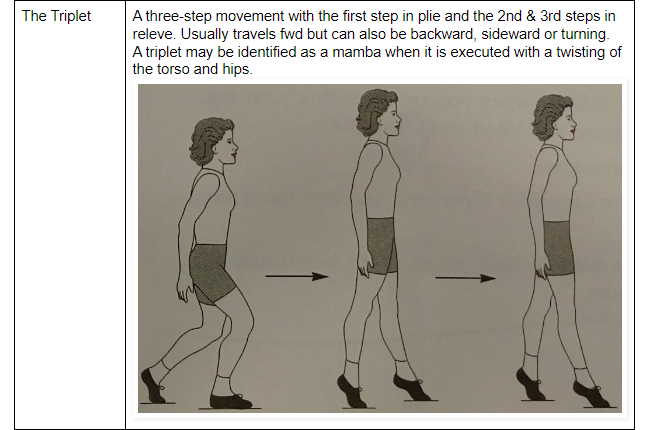 The Triplet
A three-step movement with the first step in plie and the 2nd & 3rd steps in
releve. Usually travels fwd but can also be backward, sideward or turning.
A triplet may be identified as a mamba when it is executed with a twisting of
the torso and hips.